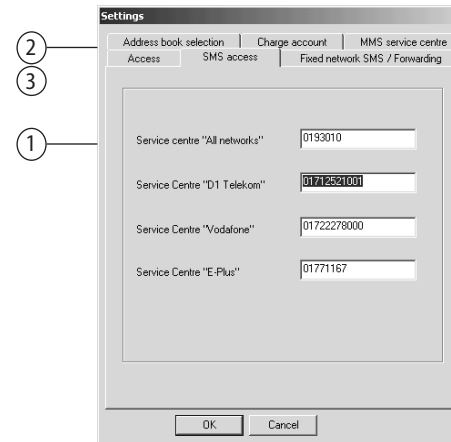 Settings
2 Address book selection Charge account MMS service centre
3 Access SMS access Fixed network SMS / Forwarding
1 Service centre "All networks" 0193010
Service Centre "D1 Telekom" 01712521001
Service Centre "Vodafone" 01722278000
Service Centre "E-Plus" 01771167
OK Cancel